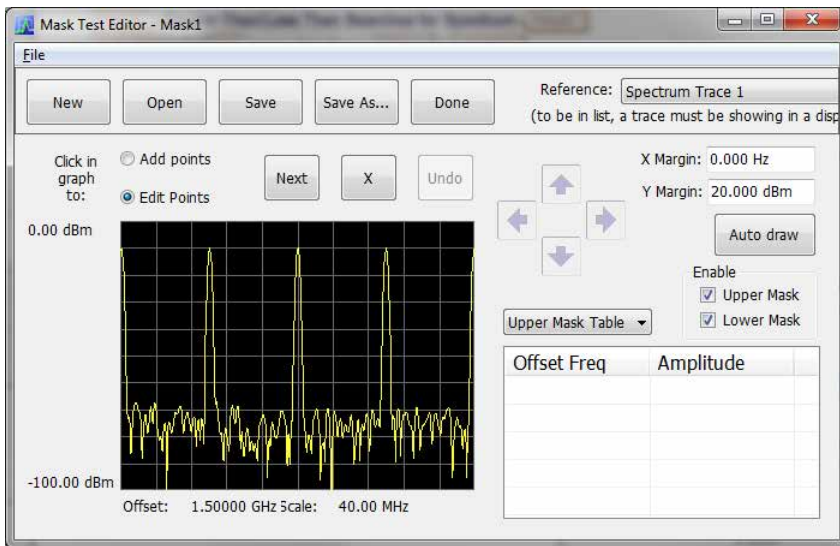 Mask Test Editor - Mask1
File
New
Open
Save
Save As...
Done
Reference: Spectrum Trace 1
(to be in list, a trace must be showing in a disp
Click in
graph
to:
Add points
Edit Points
Next
X
Undo
X Margin: 0.000 Hz
Y Margin: 20.000 dBm
Auto draw
Enable
Upper Mask
Lower Mask
0.00 dBm
-100.00 dBm
Offset: 1.50000 GHz Scale: 40.00 MHz
Upper Mask Table
Offset Freq Amplitude